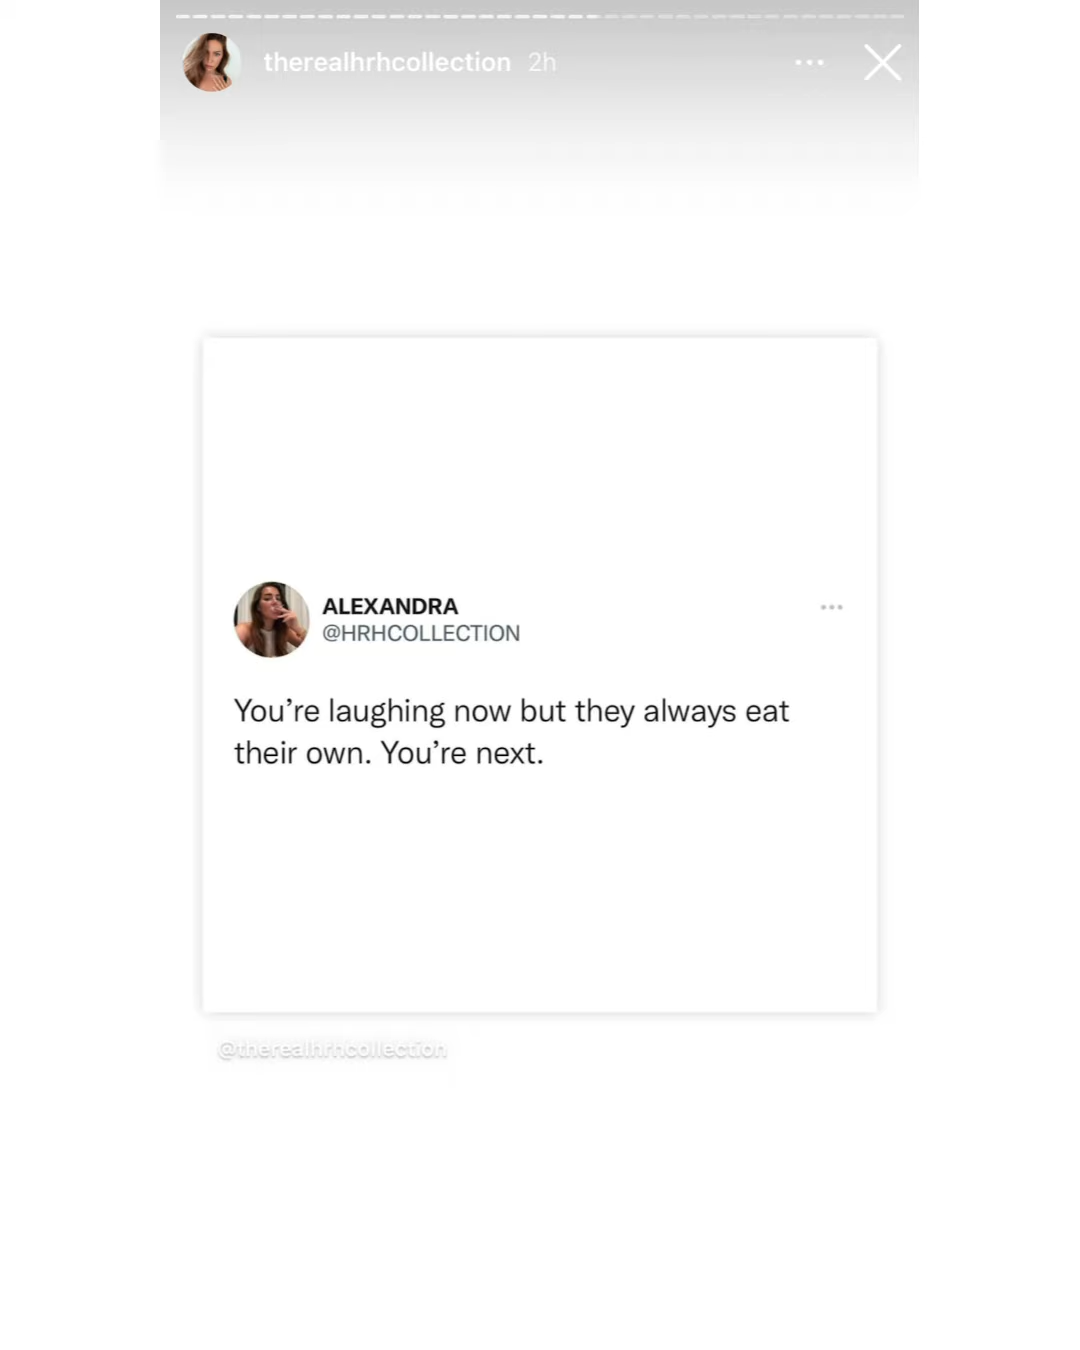 therealhrhcollection 2h
ALEXANDRA
@HRHCOLLECTION
You’re laughing now but they always eat
their own. You’re next.
@therealhrhcollection